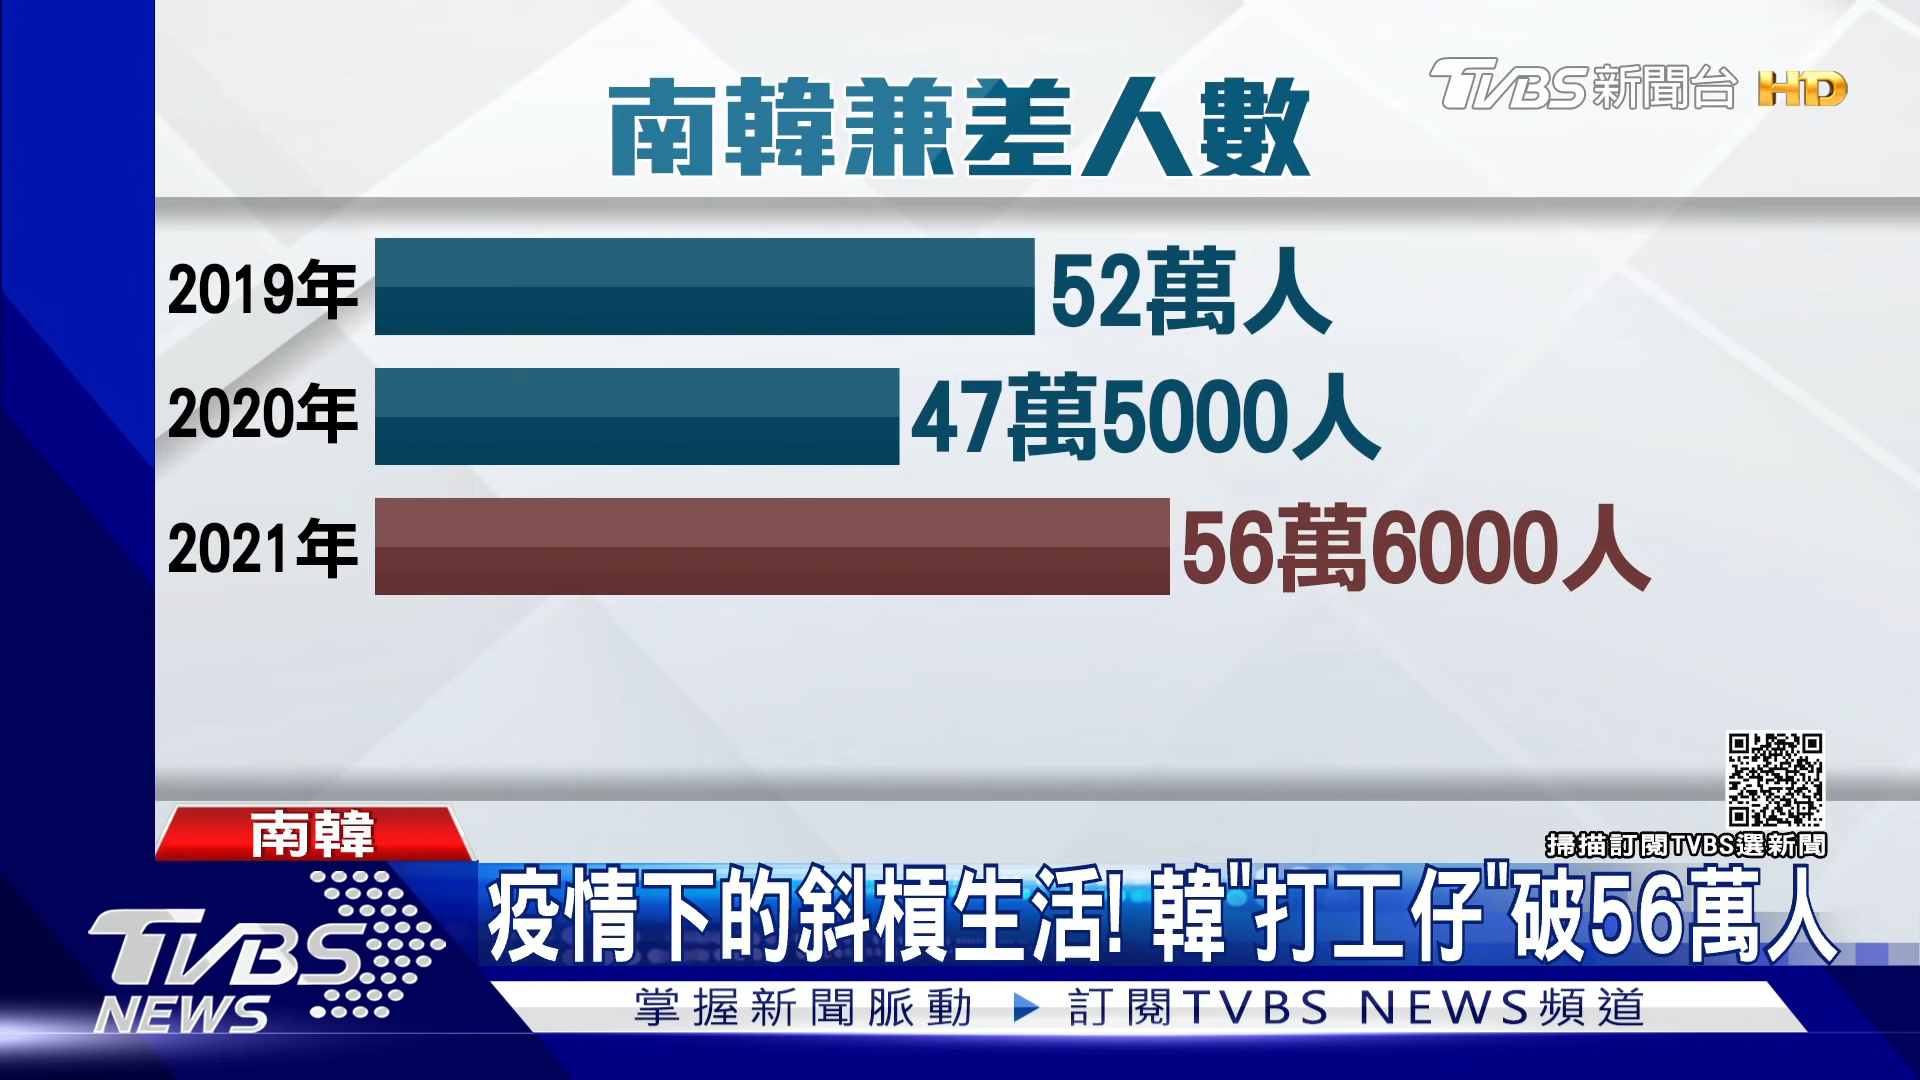 南韓兼差人數
TVBS新聞台 HD
2019年 52萬人
2020年 47萬5000人
2021年 56萬6000人
掃描訂閱TVBS選新聞
南韓
疫情下的斜槓生活! 韓"打工仔"破56萬人
TVBS
NEWS
掌握新聞脈動 ▶ 訂閱TVBS NEWS頻道